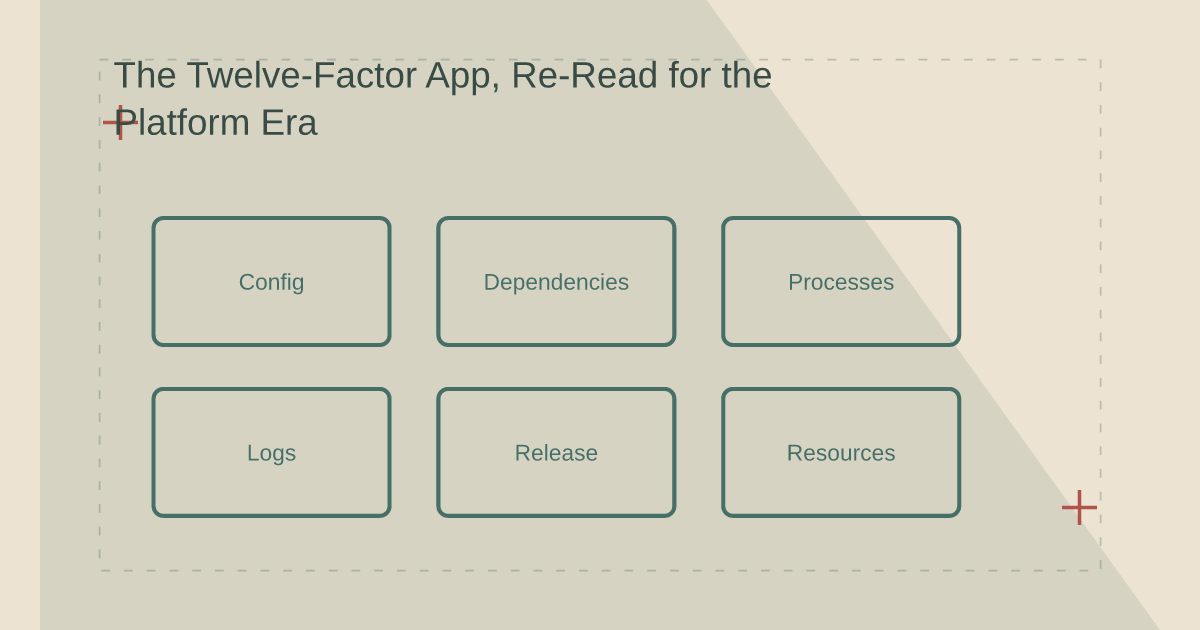 The Twelve-Factor App, Re-Read for the
Platform Era
Config
Dependencies
Processes
Logs
Release
Resources